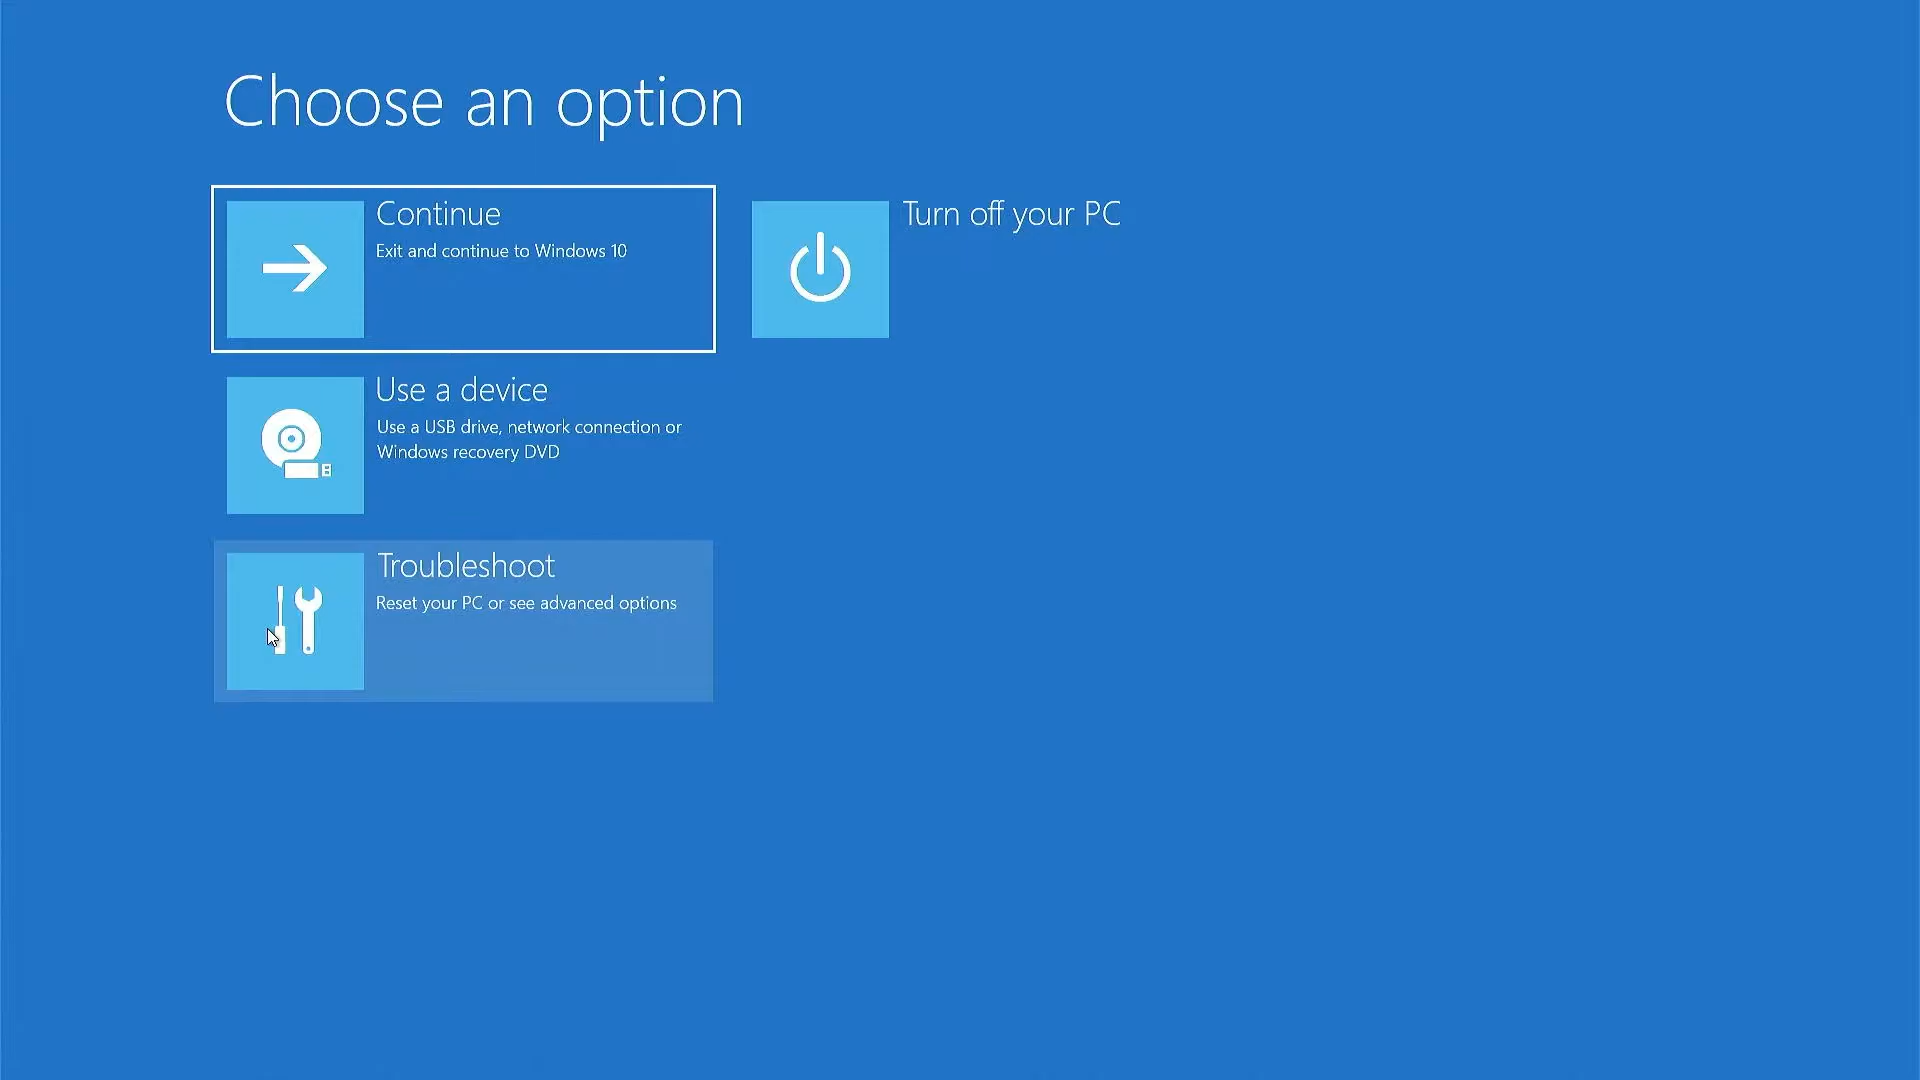 Choose an option
Continue
Exit and continue to Windows 10
Turn off your PC
Use a device
Use a USB drive, network connection or
Windows recovery DVD
Troubleshoot
Reset your PC or see advanced options